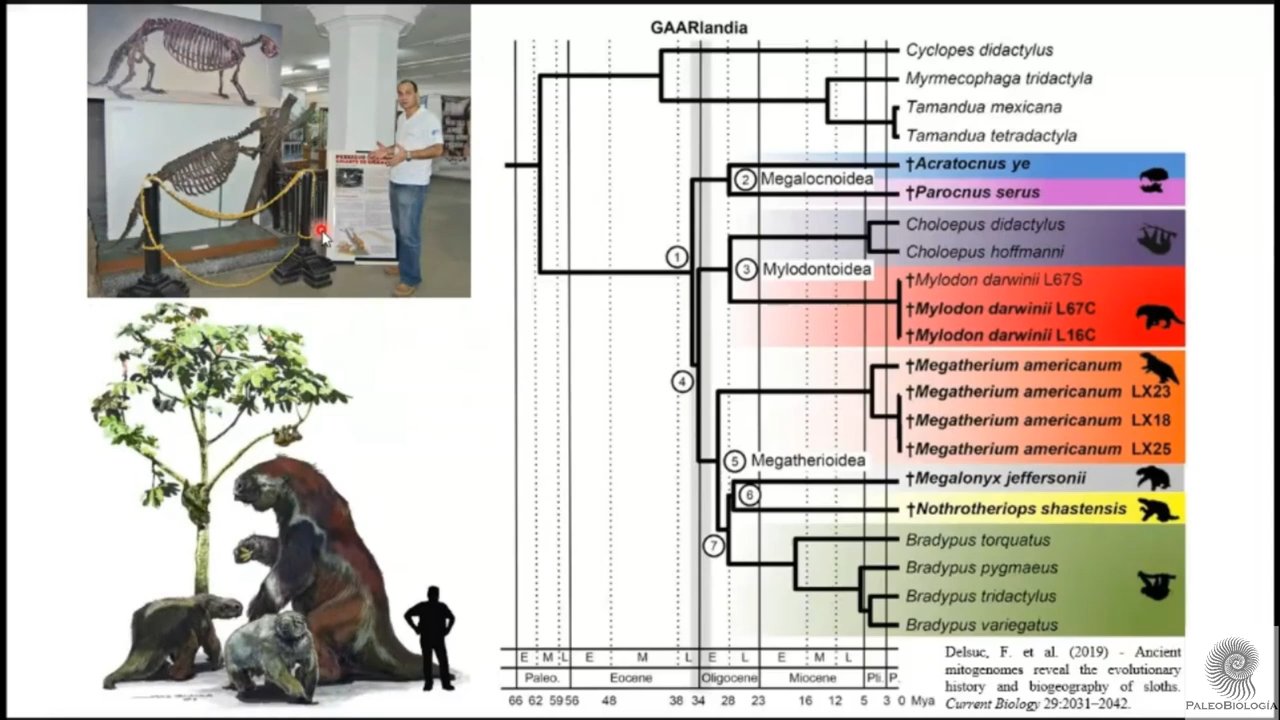 GAARlandia
Cyclopes didactylus
Myrmecophaga tridactyla
Tamandua mexicana
Tamandua tetradactyla
†Acratocnus ye
② Megalocnoidea
†Parocnus serus
Choloepus didactylus
Choloepus hoffmanni
①
③ Mylodontoidea
†Mylodon darwinii L67S
†Mylodon darwinii L67C
†Mylodon darwinii L16C
†Megatherium americanum
④
†Megatherium americanum LX23
†Megatherium americanum LX18
†Megatherium americanum LX25
⑤ Megatherioidea
†Megalonyx jeffersonii
⑥
†Nothrotheriops shastensis
⑦
Bradypus torquatus
Bradypus pygmaeus
Bradypus tridactylus
Bradypus variegatus
E M L E M L E L E M L
Paleo. Eocene Oligocene Miocene Pli. P.
66 62 59 56 48 38 34 28 23 16 12 5 3 0 Mya
Delsuc, F. et al. (2019) - Ancient
mitogenomes reveal the evolutionary
history and biogeography of sloths.
Current Biology 29:2031–2042.
PALEOBIOLOGÍA